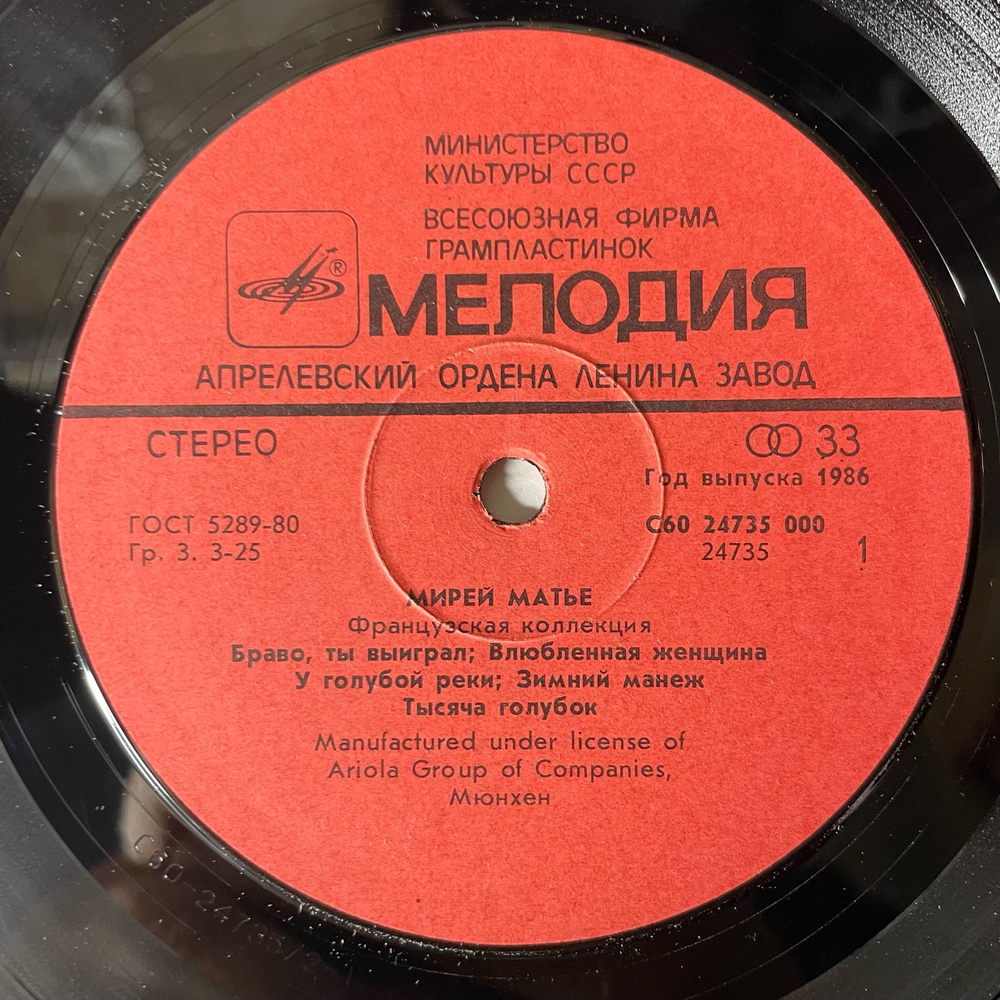 МИНИСТЕРСТВО
КУЛЬТУРЫ СССР
ВСЕСОЮЗНАЯ ФИРМА
ГРАМПЛАСТИНОК
®
МЕЛОДИЯ
АПРЕЛЕВСКИЙ ОРДЕНА ЛЕНИНА ЗАВОД
СТЕРЕО
33
Год выпуска 1986
ГОСТ 5289-80
С60 24735 000
Гр. 3. 3-25
24735 1
МИРЕЙ МАТЬЕ
Французская коллекция
Браво, ты выиграл; Влюбленная женщина
У голубой реки; Зимний манеж
Тысяча голубок
Manufactured under license of
Ariola Group of Companies,
Мюнхен
С60-24735